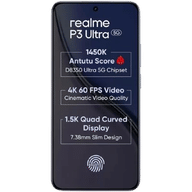 realme
P3 Ultra 5G
1450K
Antutu Score
D8350 Ultra 5G Chipset
4K 60 FPS Video
Cinematic Video Quality
1.5K Quad Curved
Display
7.38mm Slim Design